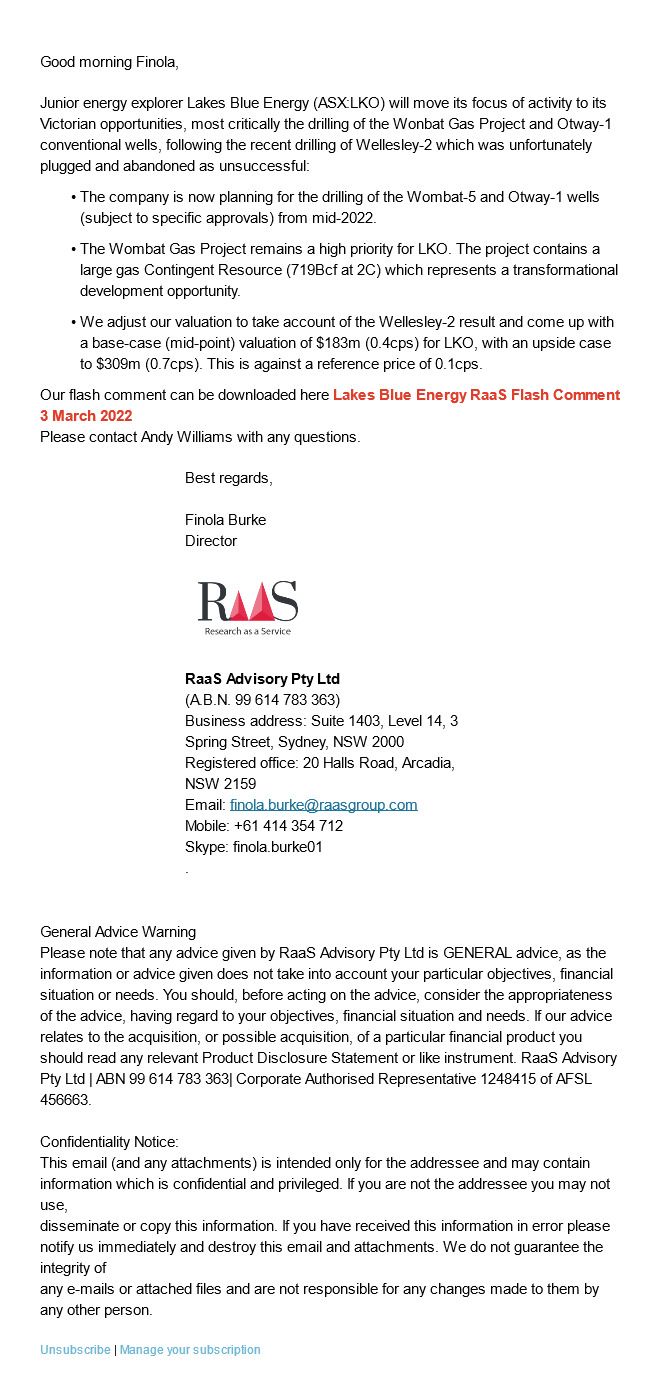 Good morning Finola,
Junior energy explorer Lakes Blue Energy (ASX:LKO) will move its focus of activity to its
Victorian opportunities, most critically the drilling of the Wonbat Gas Project and Otway-1
conventional wells, following the recent drilling of Wellesley-2 which was unfortunately
plugged and abandoned as unsuccessful:
• The company is now planning for the drilling of the Wombat-5 and Otway-1 wells
(subject to specific approvals) from mid-2022.
• The Wombat Gas Project remains a high priority for LKO. The project contains a
large gas Contingent Resource (719Bcf at 2C) which represents a transformational
development opportunity.
• We adjust our valuation to take account of the Wellesley-2 result and come up with
a base-case (mid-point) valuation of $183m (0.4cps) for LKO, with an upside case
to $309m (0.7cps). This is against a reference price of 0.1cps.
Our flash comment can be downloaded here Lakes Blue Energy RaaS Flash Comment
3 March 2022
Please contact Andy Williams with any questions.
Best regards,
Finola Burke
Director
RAAS
Research as a Service
RaaS Advisory Pty Ltd
(A.B.N. 99 614 783 363)
Business address: Suite 1403, Level 14, 3
Spring Street, Sydney, NSW 2000
Registered office: 20 Halls Road, Arcadia,
NSW 2159
Email: finola.burke@raasgroup.com
Mobile: +61 414 354 712
Skype: finola.burke01
.
General Advice Warning
Please note that any advice given by RaaS Advisory Pty Ltd is GENERAL advice, as the
information or advice given does not take into account your particular objectives, financial
situation or needs. You should, before acting on the advice, consider the appropriateness
of the advice, having regard to your objectives, financial situation and needs. If our advice
relates to the acquisition, or possible acquisition, of a particular financial product you
should read any relevant Product Disclosure Statement or like instrument. RaaS Advisory
Pty Ltd | ABN 99 614 783 363| Corporate Authorised Representative 1248415 of AFSL
456663.
Confidentiality Notice:
This email (and any attachments) is intended only for the addressee and may contain
information which is confidential and privileged. If you are not the addressee you may not
use,
disseminate or copy this information. If you have received this information in error please
notify us immediately and destroy this email and attachments. We do not guarantee the
integrity of
any e-mails or attached files and are not responsible for any changes made to them by
any other person.
Unsubscribe | Manage your subscription